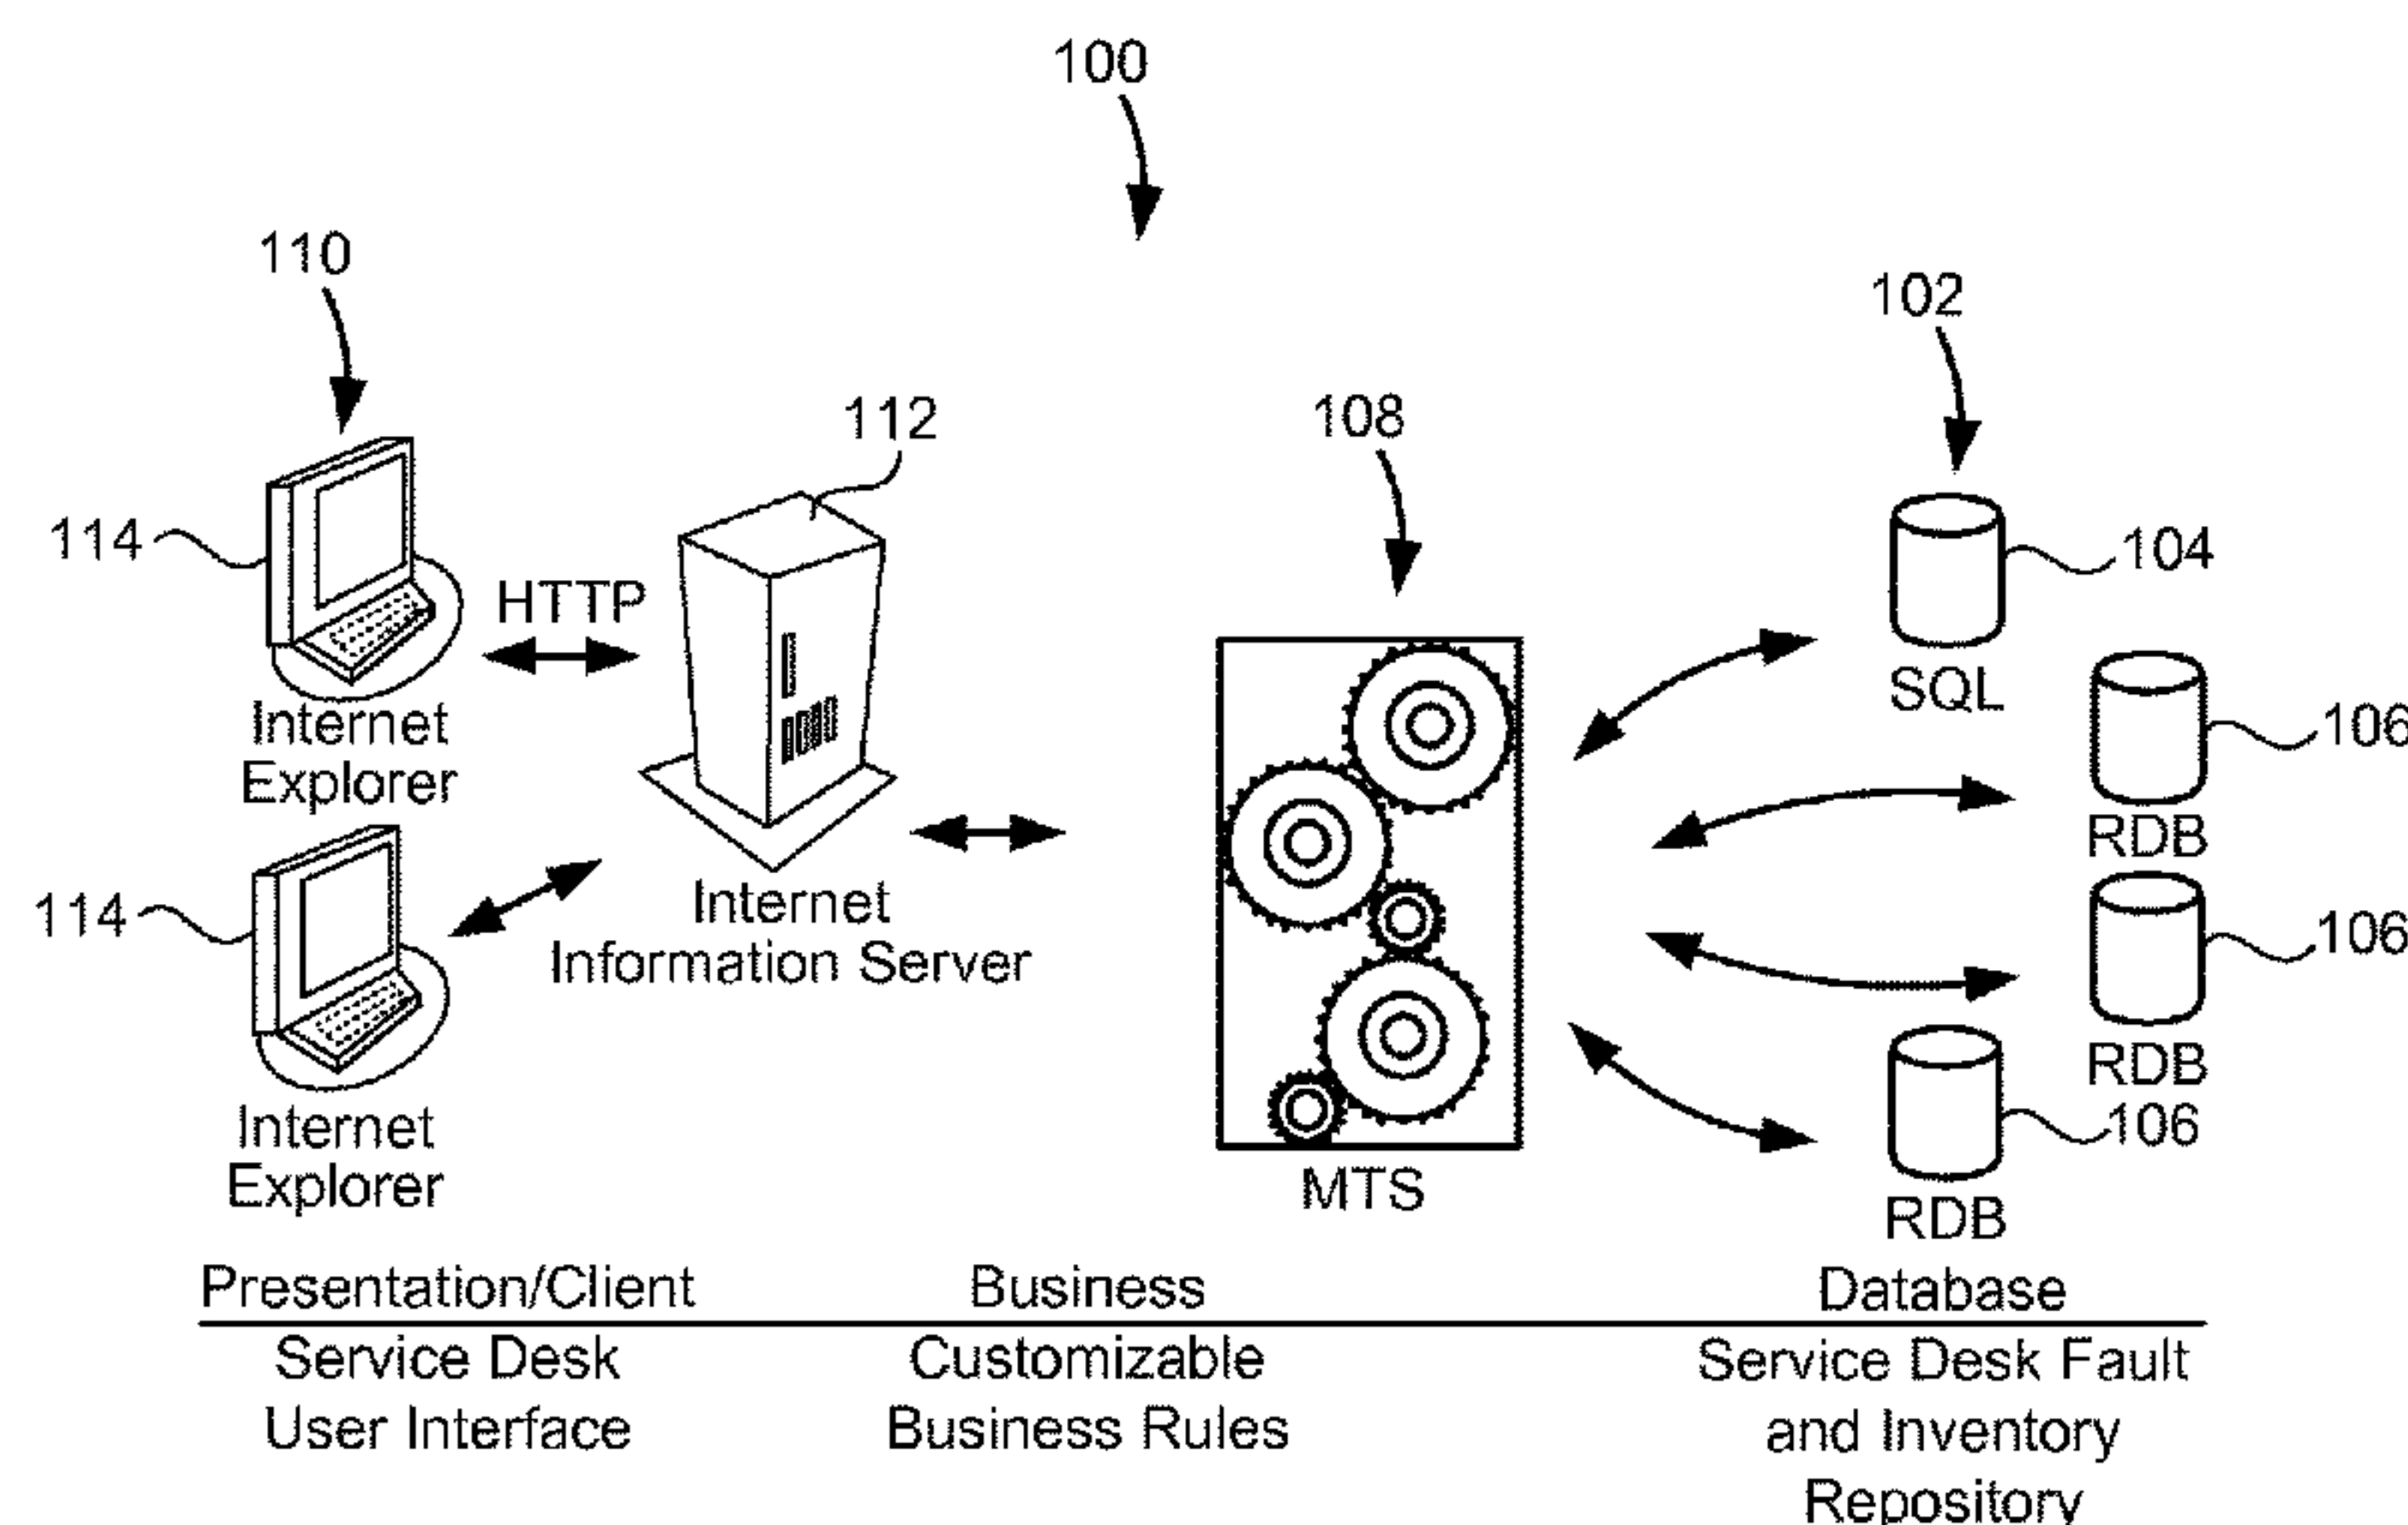 100
110
102
112
108
114
104
HTTP
SQL
Internet
Explorer
106
RDB
114
Internet
Information Server
106
RDB
Internet
Explorer
MTS
106
RDB
Presentation/Client
Business
Database
Service Desk
User Interface
Customizable
Business Rules
Service Desk Fault
and Inventory
Repository